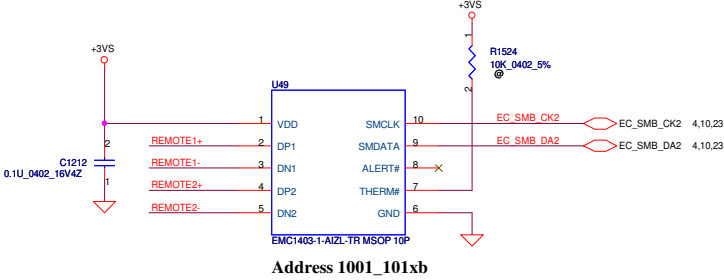 +3VS
+3VS
1
R1524
10K_0402_5%
@
2
U49
1 VDD SMCLK 10 EC_SMB_CK2 EC_SMB_CK2 4,10,23
REMOTE1+ 2 DP1 SMDATA 9 EC_SMB_DA2 EC_SMB_DA2 4,10,23
REMOTE1- 3 DN1 ALERT# 8
REMOTE2+ 4 DP2 THERM# 7
REMOTE2- 5 DN2 GND 6
2
C1212
0.1U_0402_16V4Z
1
EMC1403-1-AIZL-TR MSOP 10P
Address 1001_101xb